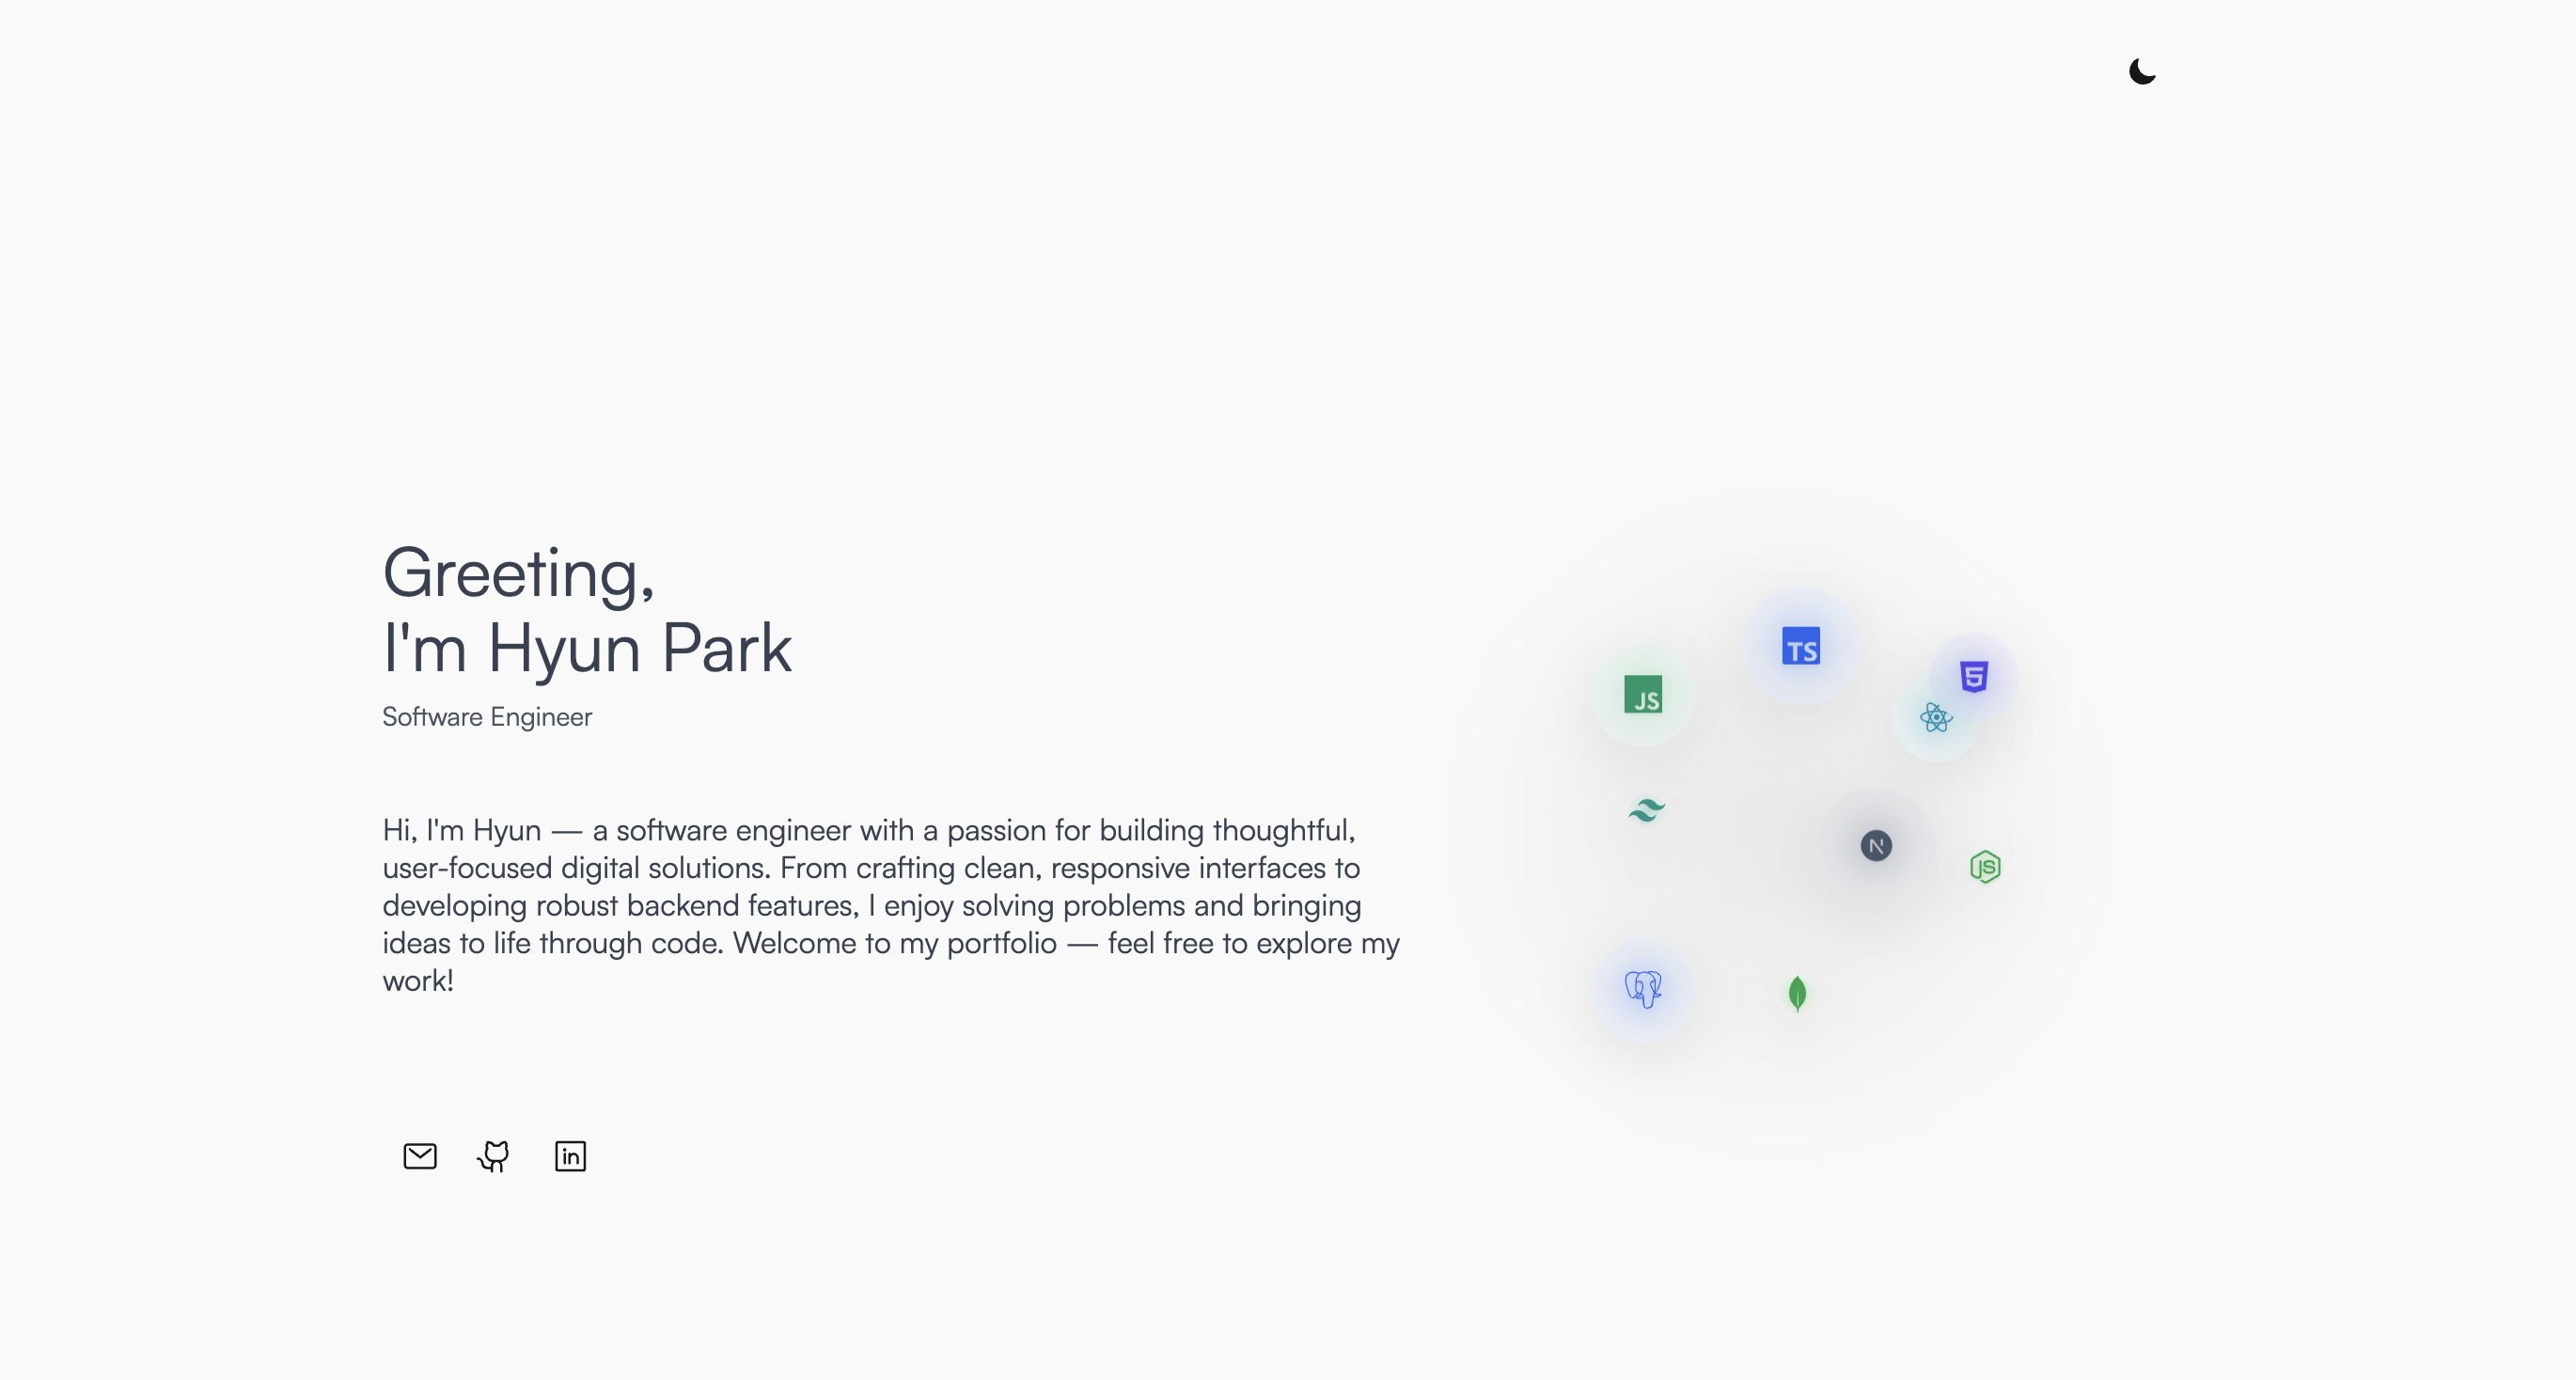 Greeting,
I'm Hyun Park
Software Engineer
TS
5
JS
Hi, I'm Hyun — a software engineer with a passion for building thoughtful,
user-focused digital solutions. From crafting clean, responsive interfaces to
developing robust backend features, I enjoy solving problems and bringing
ideas to life through code. Welcome to my portfolio — feel free to explore my
work!
N
JS
in